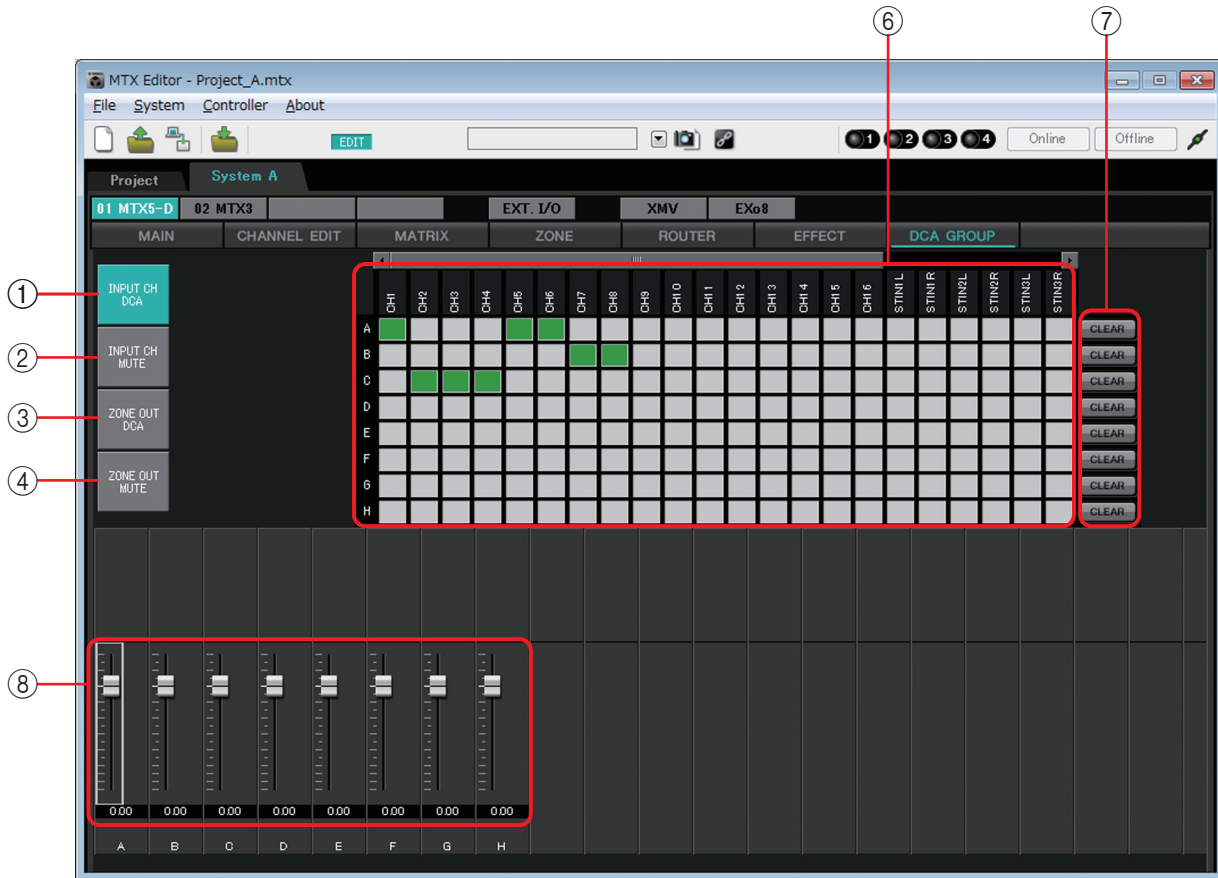 ⑥ ⑦
MTX Editor - Project_A.mtx
File System Controller About
EDIT 1 2 3 4 Online Offline
Project System A
01 MTX5-D 02 MTX3 EXT. I/O XMV EXo8
MAIN CHANNEL EDIT MATRIX ZONE ROUTER EFFECT DCA GROUP
① INPUT CH
DCA
② INPUT CH
MUTE
③ ZONE OUT
DCA
④ ZONE OUT
MUTE
CH1 CH2 CH3 CH4 CH5 CH6 CH7 CH8 CH9 CH10 CH11 CH12 CH13 CH14 CH15 CH16 STIN1L STIN1R STIN2L STIN2R STIN3L STIN3R
A CLEAR
B CLEAR
C CLEAR
D CLEAR
E CLEAR
F CLEAR
G CLEAR
H CLEAR
⑧
0.00 0.00 0.00 0.00 0.00 0.00 0.00 0.00
A B C D E F G H